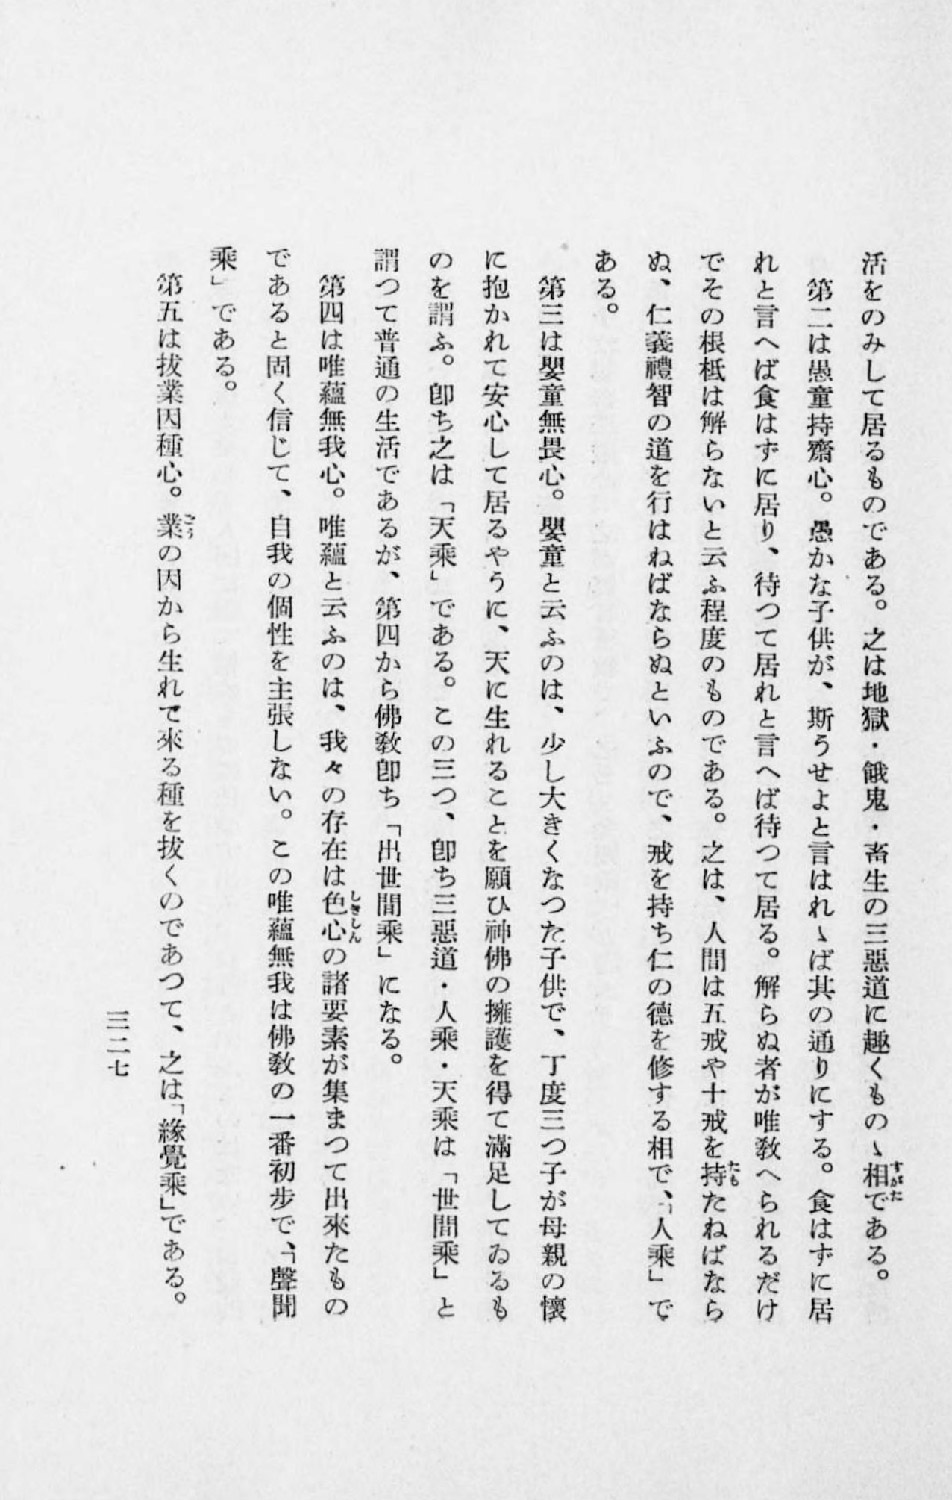 活をのみして居るものである。之は地獄・餓鬼・畜生の三惡道に趣くものゝ相である。
第二は愚童持齋心。愚かな子供が、斯うせよと言はれゝば其の通りにする。食はずに居
れと言へば食はずに居り、待つて居れと言へば待つて居る。解らぬ者が唯敎へられるだけ
でその根柢は解らないと云ふ程度のものである。之は、人間は五戒や十戒を持たねばなら
ぬ、仁義禮智の道を行はねばならぬといふので、戒を持ち仁の德を修する相で、「人乘」で
ある。
第三は嬰童無畏心。嬰童と云ふのは、少し大きくなつた子供で、丁度三つ子が母親の懷
に抱かれて安心して居るやうに、天に生れることを願ひ神佛の擁護を得て滿足してゐるも
のを謂ふ。卽ち之は「天乘」である。この三つ、卽ち三惡道・人乘・天乘は「世間乘」と
謂つて普通の生活であるが、第四から佛敎卽ち「出世間乘」になる。
第四は唯蘊無我心。唯蘊と云ふのは、我々の存在は色心の諸要素が集まつて出來たもの
であると固く信じて、自我の個性を主張しない。この唯蘊無我は佛敎の一番初步で、「聲聞
乘」である。
第五は拔業因種心。業の因から生れて來る種を拔くのであつて、之は「緣覺乘」である。
三二七